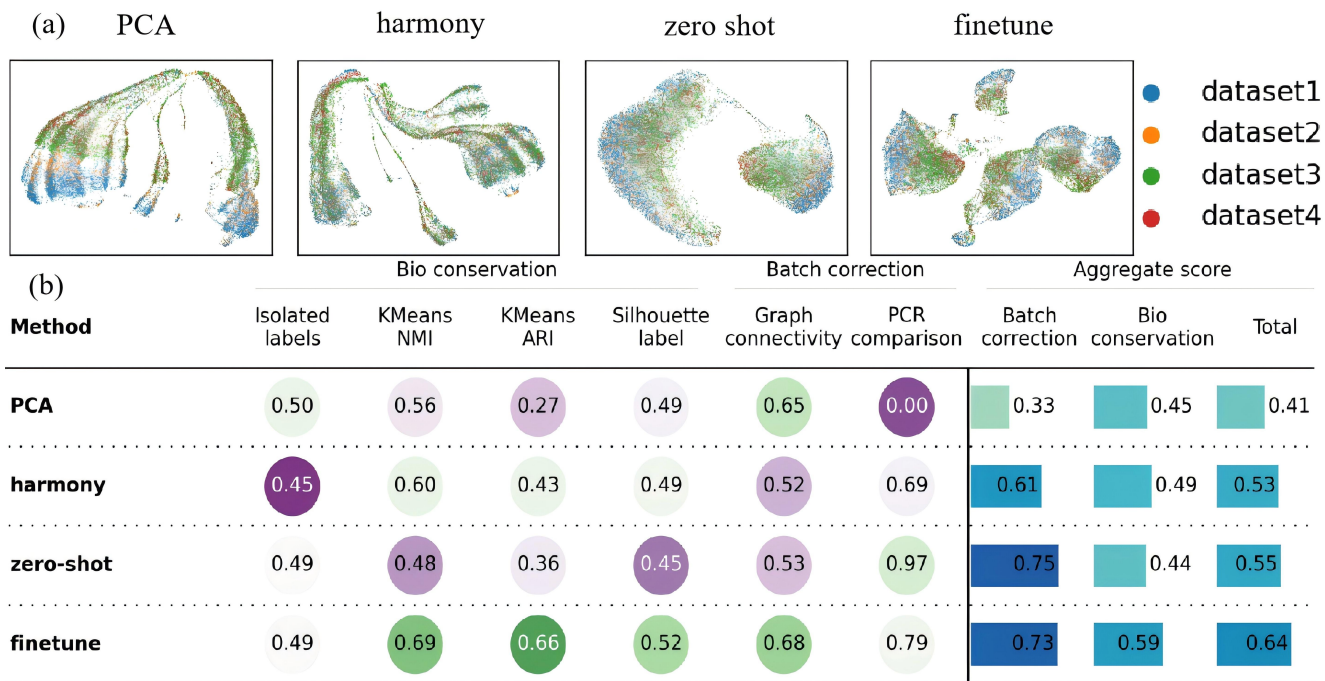 (a) PCA harmony zero shot finetune
dataset1
dataset2
dataset3
dataset4
(b) Bio conservation Batch correction Aggregate score
Method Isolated labels KMeans NMI KMeans ARI Silhouette label Graph connectivity PCR comparison Batch correction Bio conservation Total
PCA 0.50 0.56 0.27 0.49 0.65 0.00 0.33 0.45 0.41
harmony 0.45 0.60 0.43 0.49 0.52 0.69 0.61 0.49 0.53
zero-shot 0.49 0.48 0.36 0.45 0.53 0.97 0.75 0.44 0.55
finetune 0.49 0.69 0.66 0.52 0.68 0.79 0.73 0.59 0.64